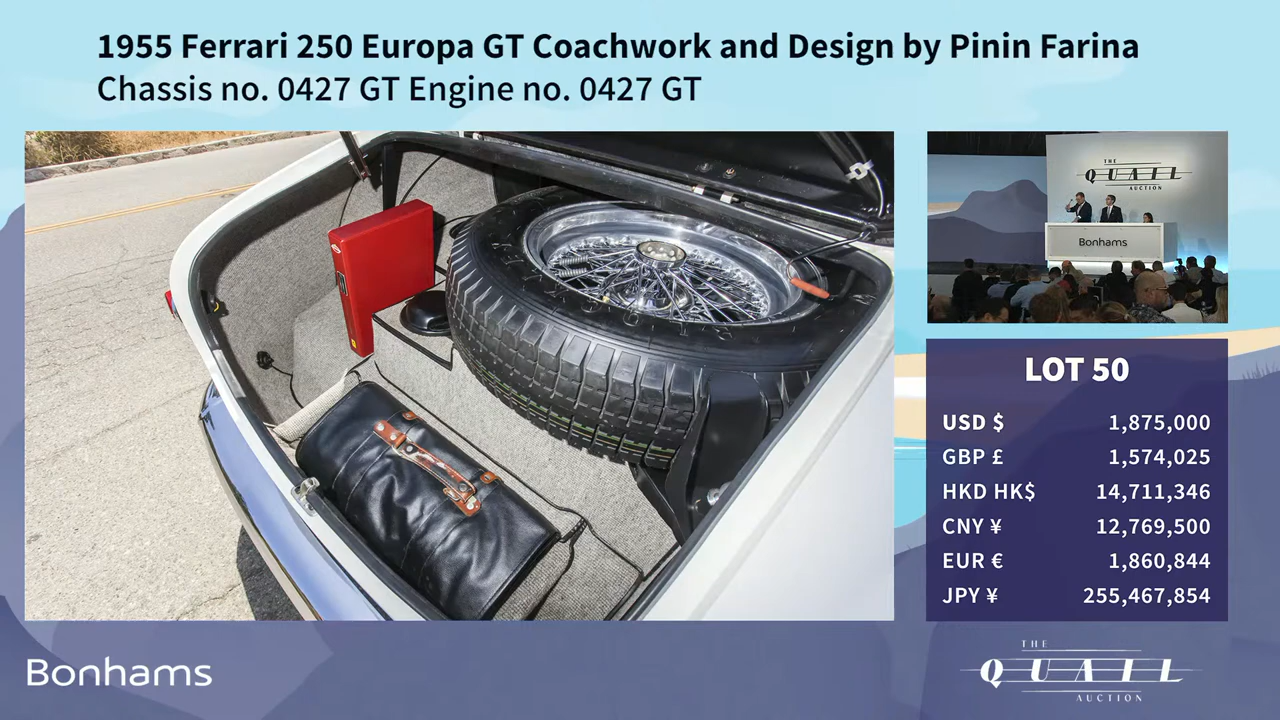 1955 Ferrari 250 Europa GT Coachwork and Design by Pinin Farina
Chassis no. 0427 GT Engine no. 0427 GT
THE
QUAIL
AUCTION
Bonhams
LOT 50
USD $ 1,875,000
GBP £ 1,574,025
HKD HK$ 14,711,346
CNY ¥ 12,769,500
EUR € 1,860,844
JPY ¥ 255,467,854
Bonhams
THE
QUAIL
AUCTION